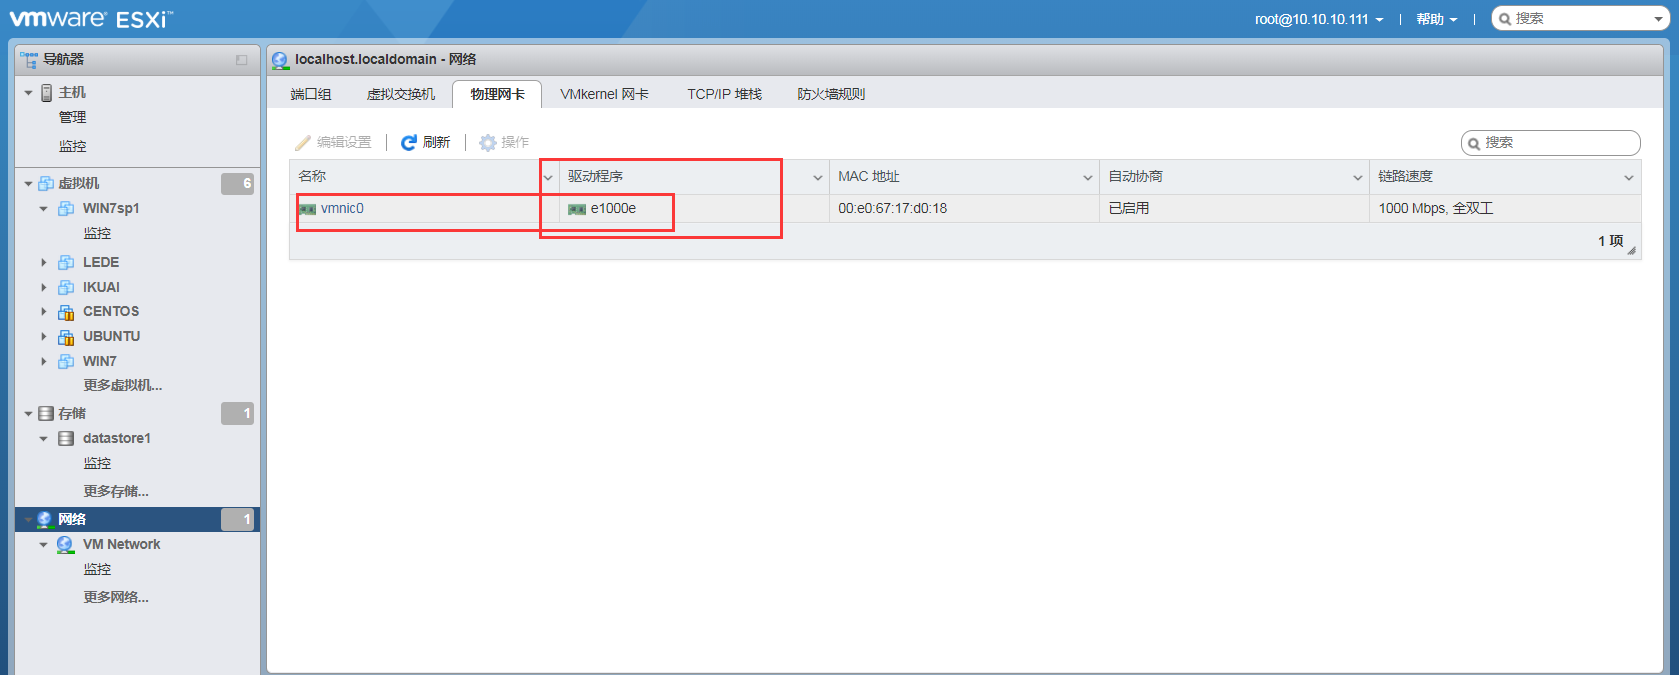 vmware ESXi™
root@10.10.10.111
帮助
搜索
导航器
主机
管理
监控
虚拟机
6
WIN7sp1
监控
LEDE
IKUAI
CENTOS
UBUNTU
WIN7
更多虚拟机...
存储
1
datastore1
监控
更多存储...
网络
1
VM Network
监控
更多网络...
localhost.localdomain - 网络
端口组
虚拟交换机
物理网卡
VMkernel 网卡
TCP/IP 堆栈
防火墙规则
编辑设置
刷新
操作
搜索
名称 驱动程序 MAC 地址 自动协商 链路速度
vmnic0 e1000e 00:e0:67:17:d0:18 已启用 1000 Mbps, 全双工
1 项